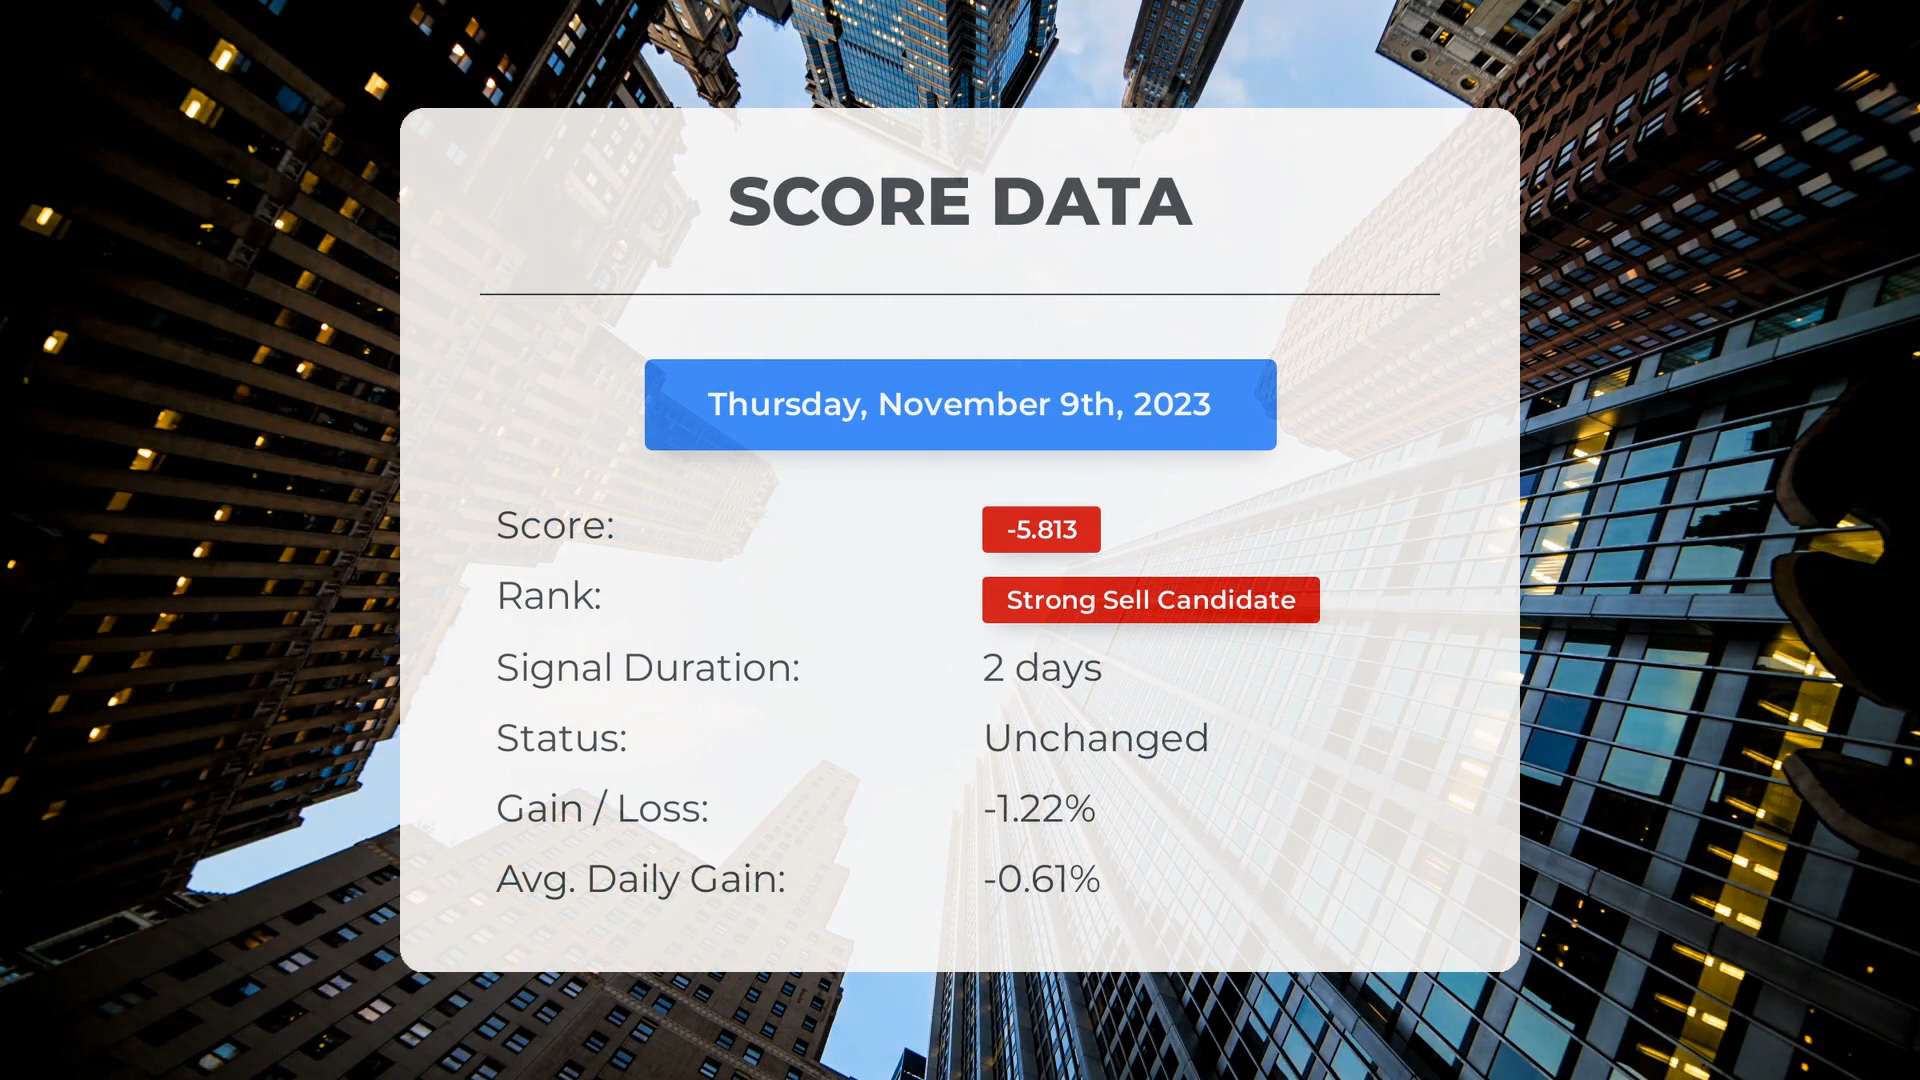 SCORE DATA
Thursday, November 9th, 2023
Score: -5.813
Rank: Strong Sell Candidate
Signal Duration: 2 days
Status: Unchanged
Gain / Loss: -1.22%
Avg. Daily Gain: -0.61%